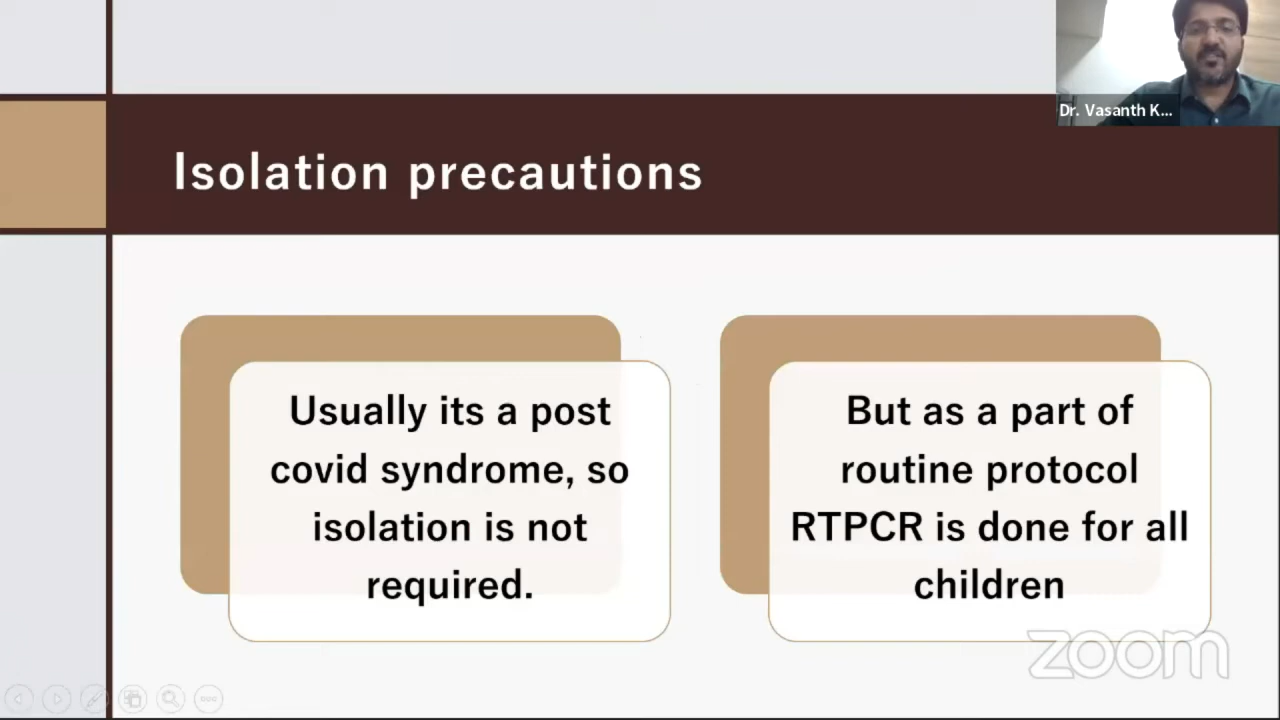 Dr. Vasanth K...
Isolation precautions
Usually its a post
covid syndrome, so
isolation is not
required.
But as a part of
routine protocol
RTPCR is done for all
children
zoom